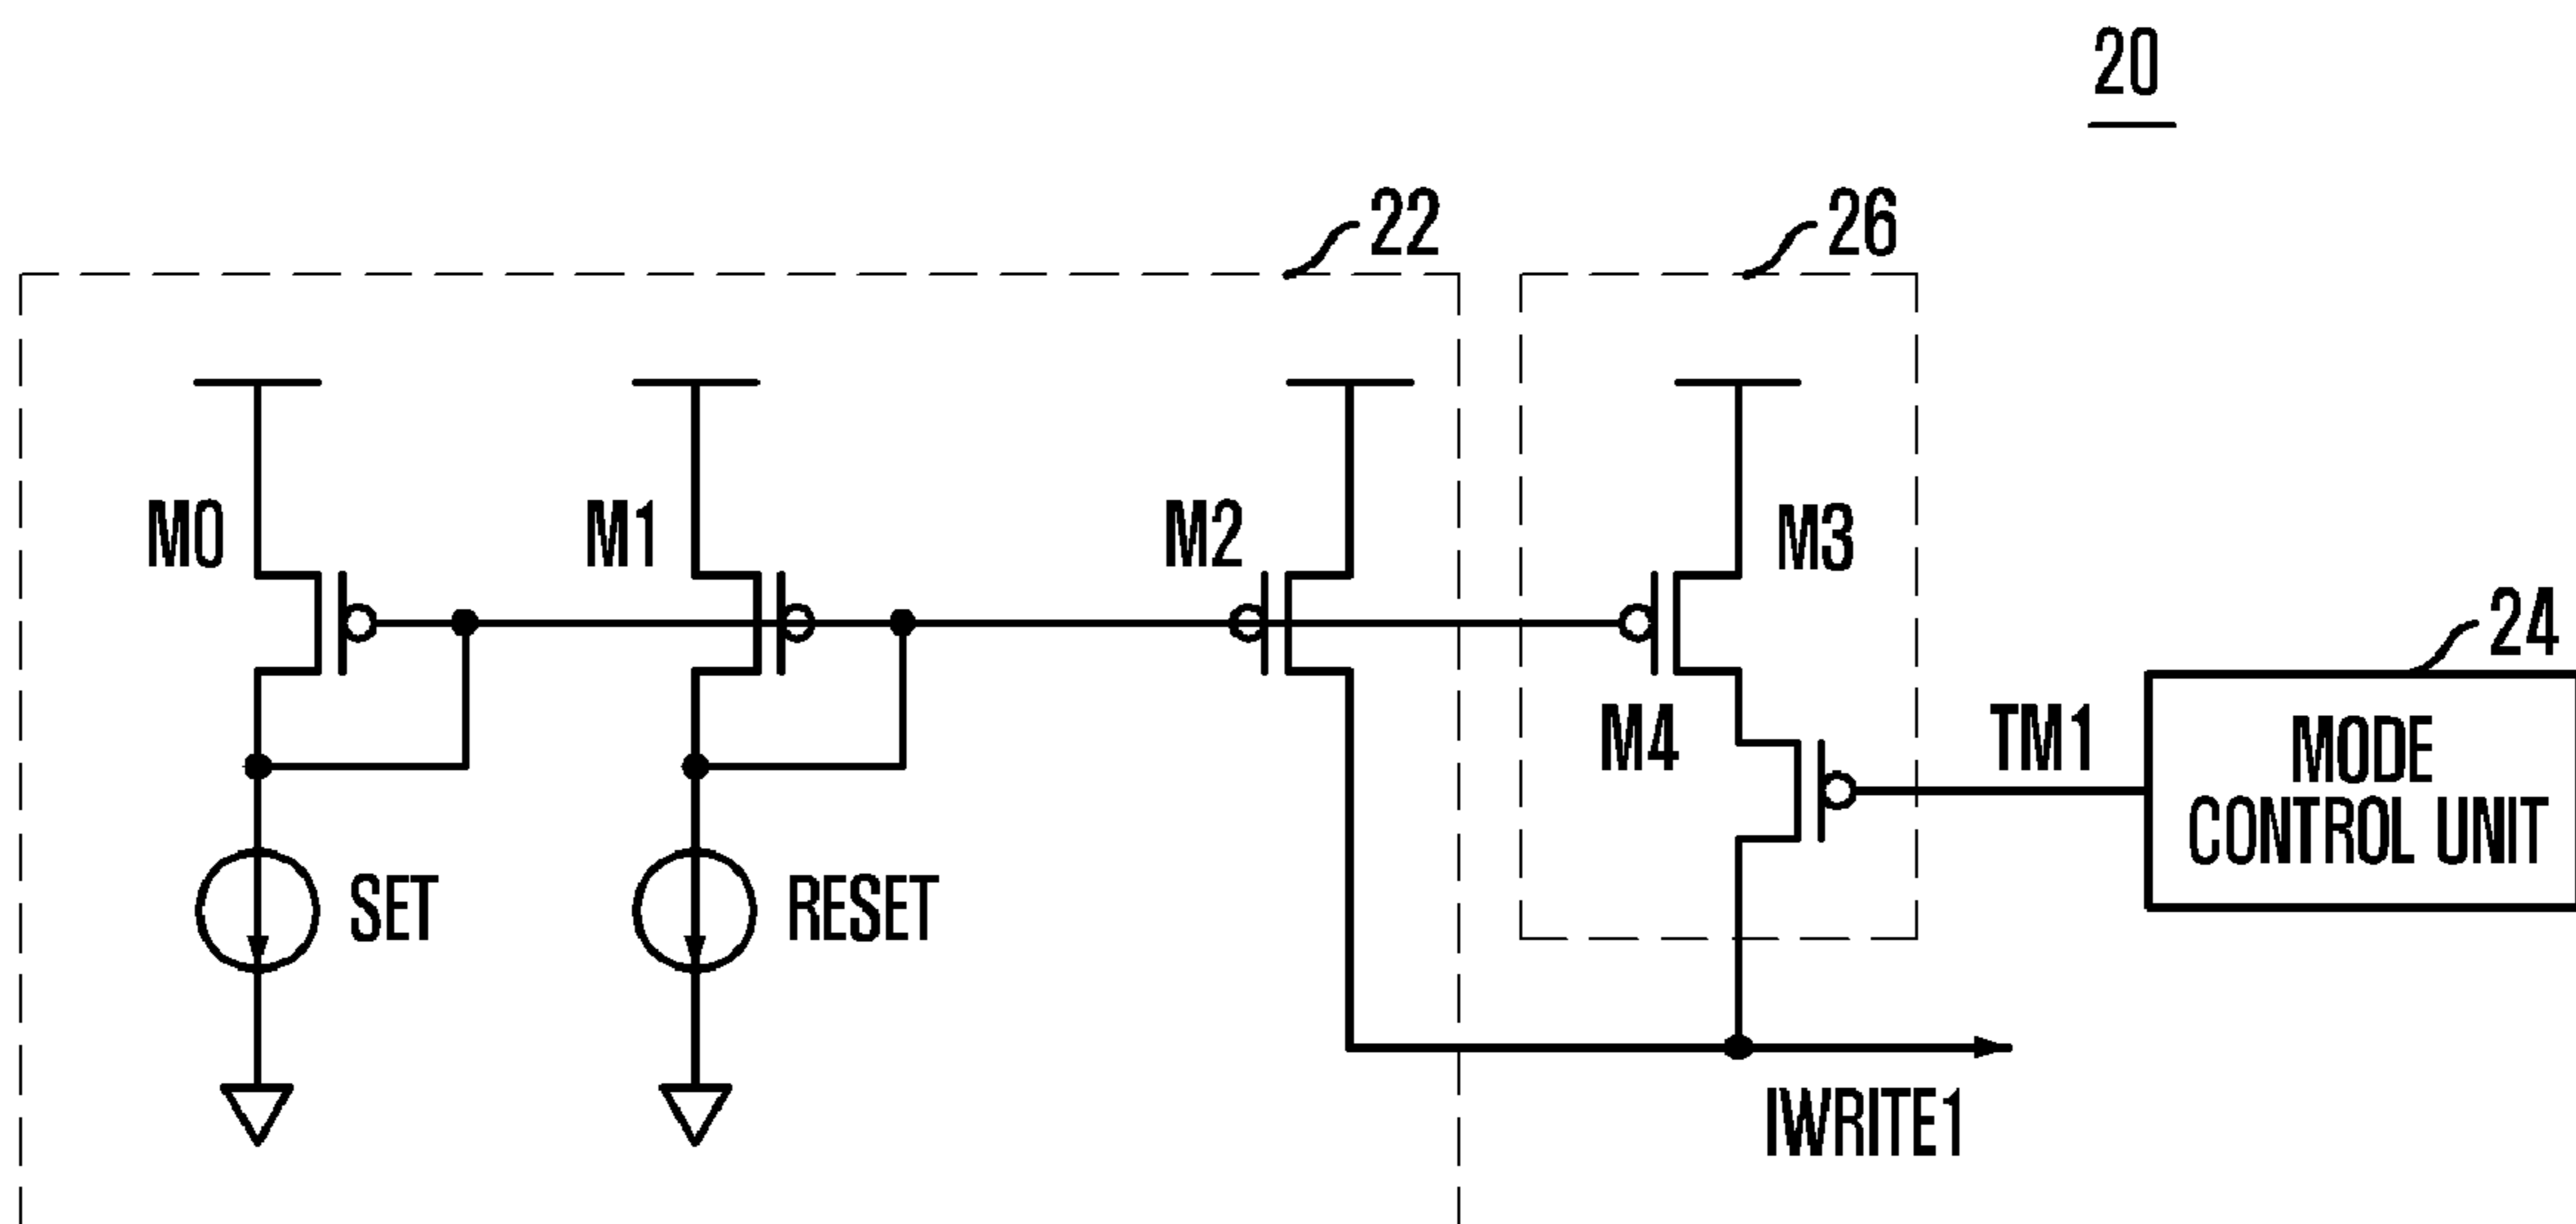 20
22
26
M0
M1
M2
M3
24
M4
TM1
MODE
CONTROL UNIT
SET
RESET
IWRITE1